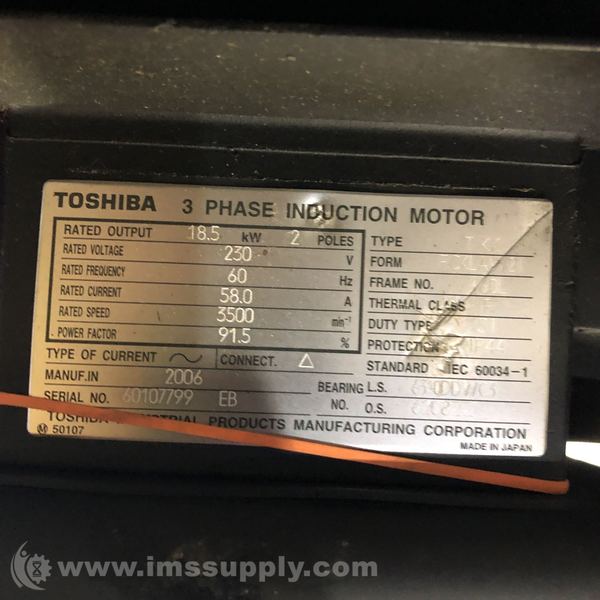 TOSHIBA 3 PHASE INDUCTION MOTOR
RATED OUTPUT 18.5 kW 2 POLES
RATED VOLTAGE 230 V
RATED FREQUENCY 60 Hz
RATED CURRENT 58.0 A
RATED SPEED 3500 min⁻¹
POWER FACTOR 91.5 %
TYPE
FORM
FRAME NO.
THERMAL CLASS
DUTY TYPE
PROTECTION
STANDARD IEC 60034-1
TYPE OF CURRENT CONNECT. △
MANUF.IN 2006
SERIAL NO. 60107799 EB
BEARING L.S.
NO. O.S.
TOSHIBA INDUSTRIAL PRODUCTS MANUFACTURING CORPORATION
Ⓜ 50107
MADE IN JAPAN
www.imssupply.com